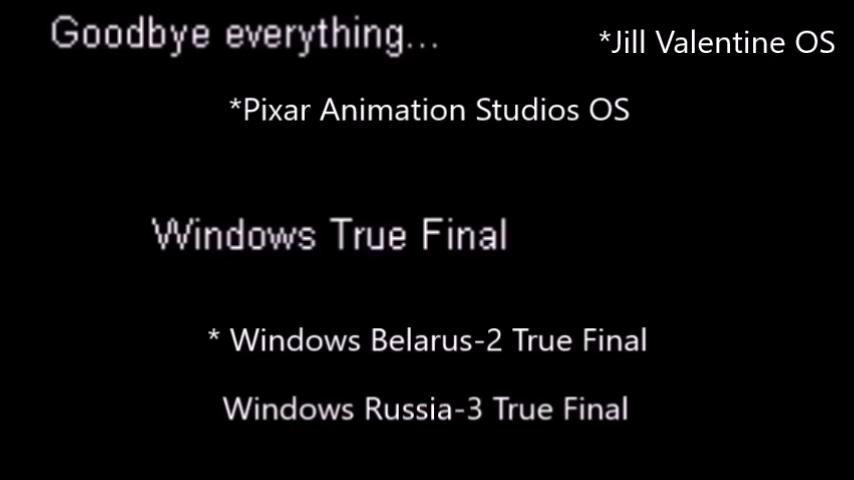 Goodbye everything...
*Jill Valentine OS
*Pixar Animation Studios OS
Windows True Final
* Windows Belarus-2 True Final
Windows Russia-3 True Final